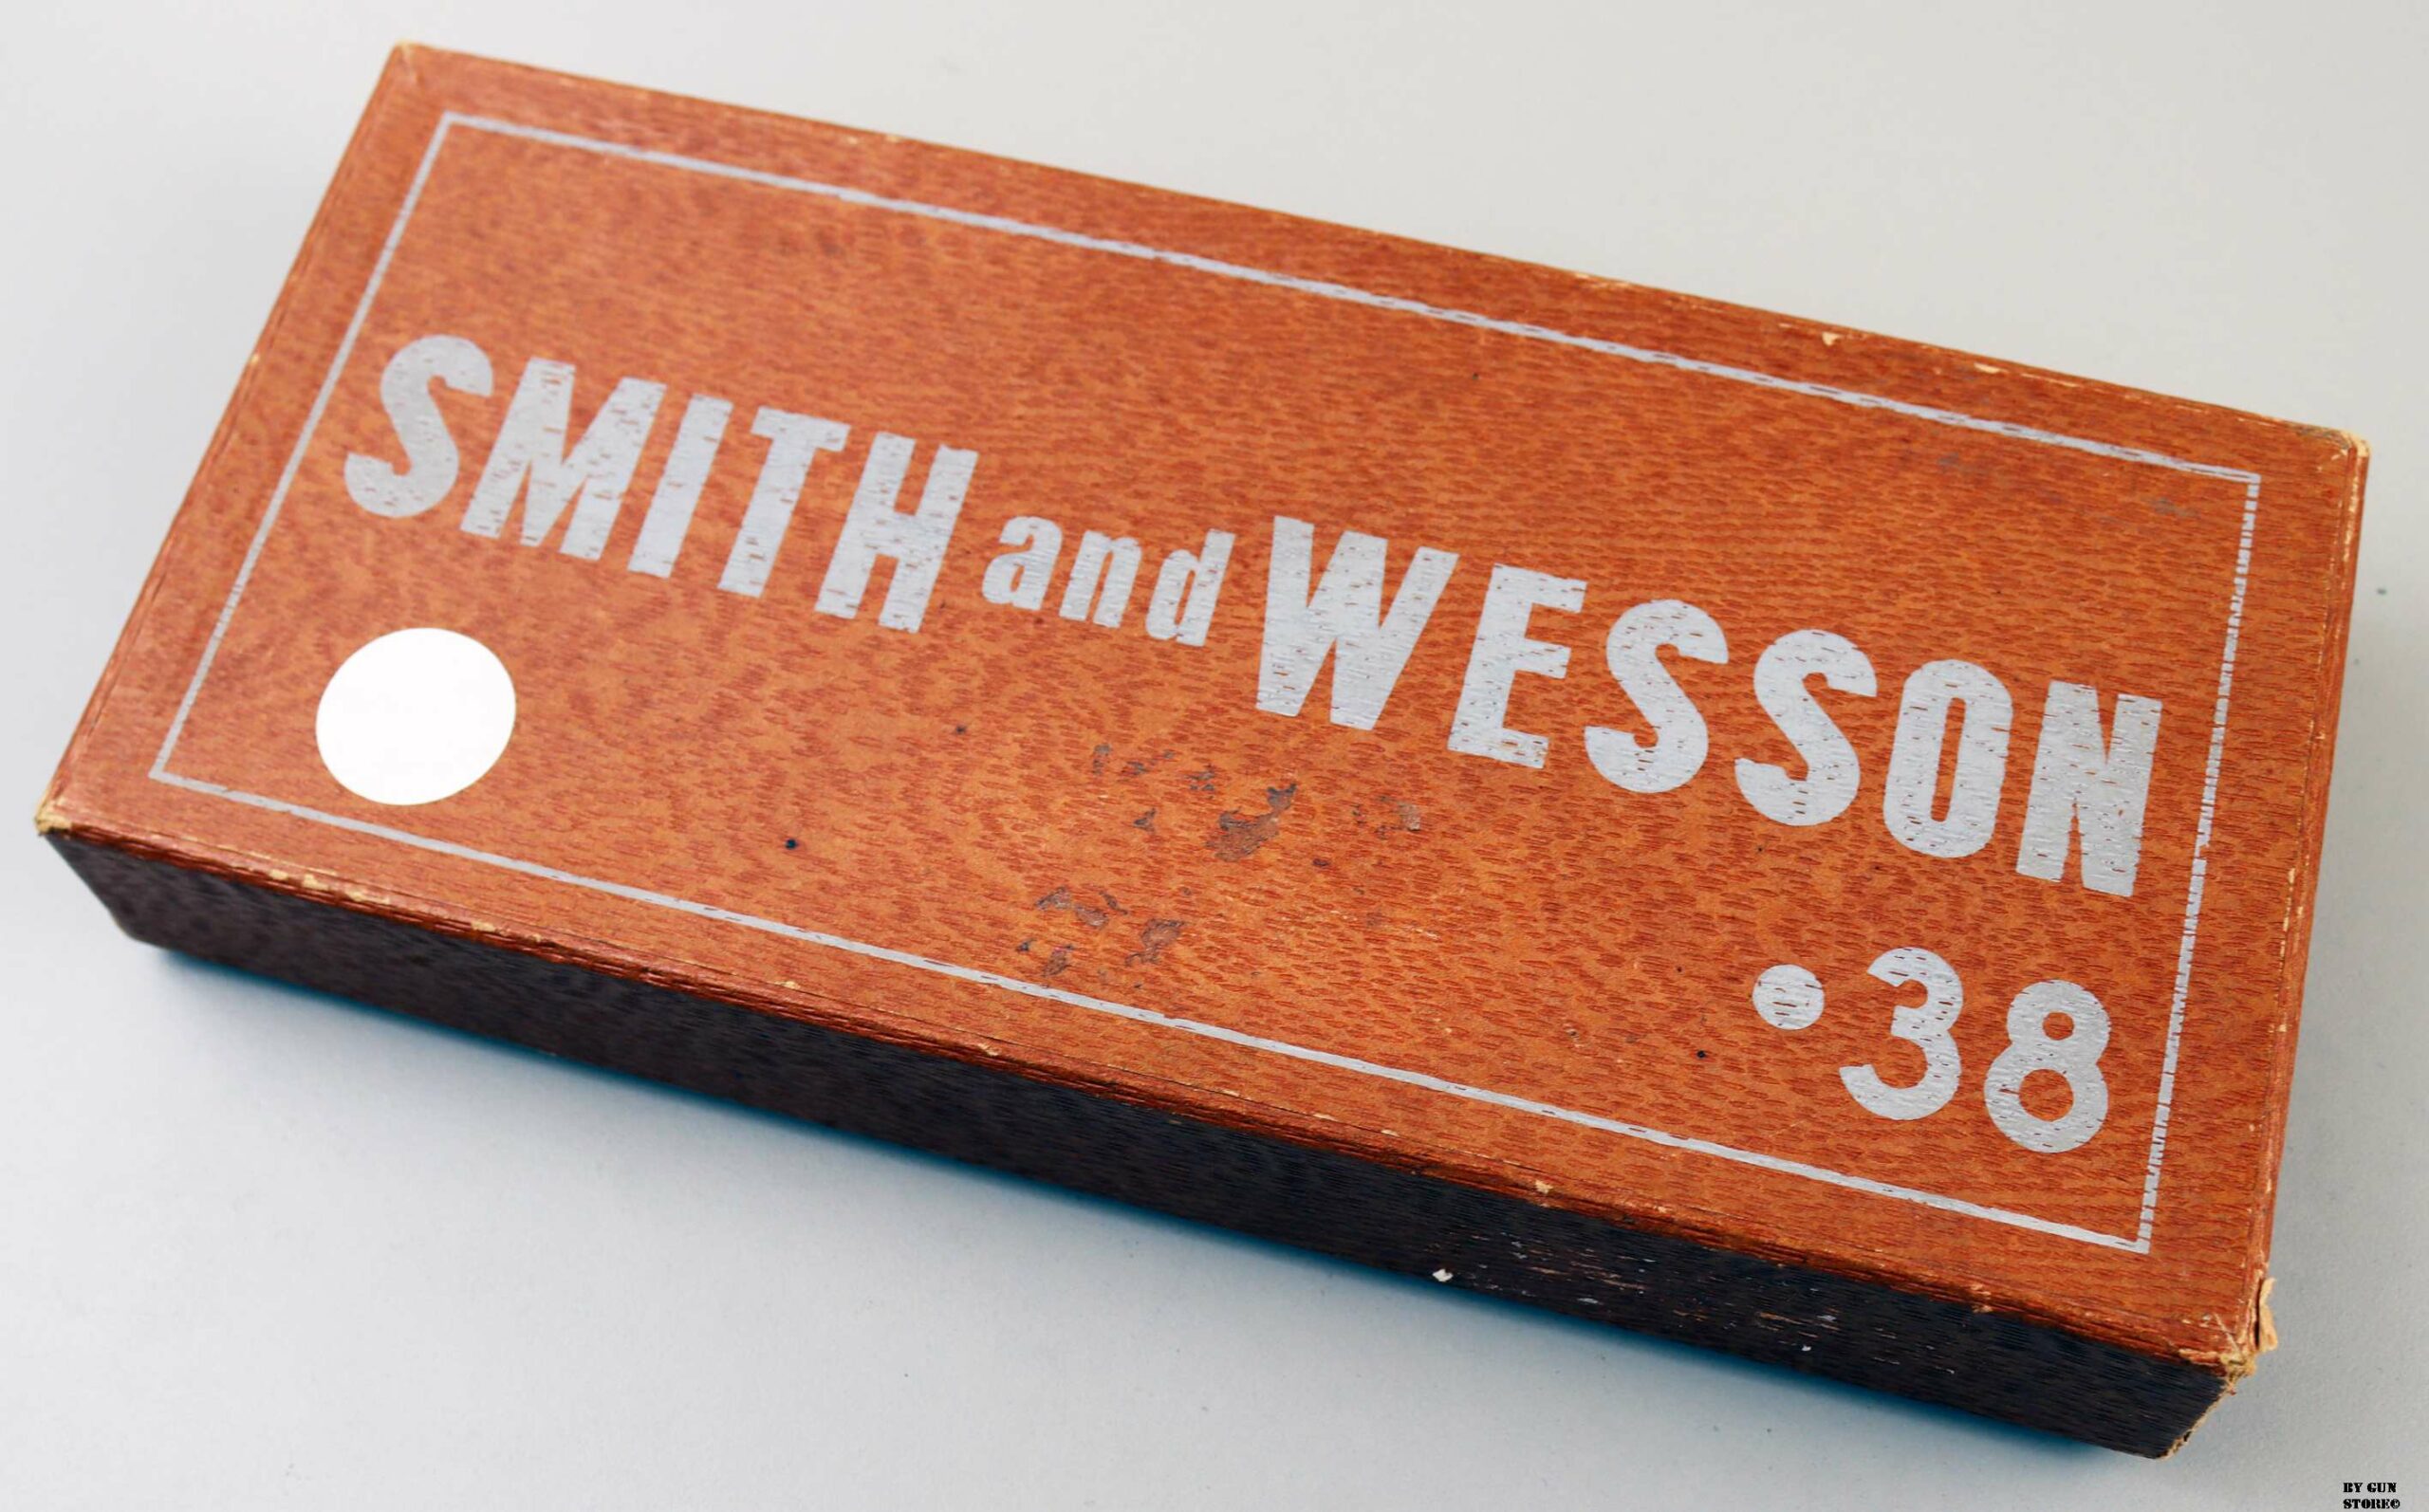 SMITH and WESSON
.38
BY GUN
STORE©